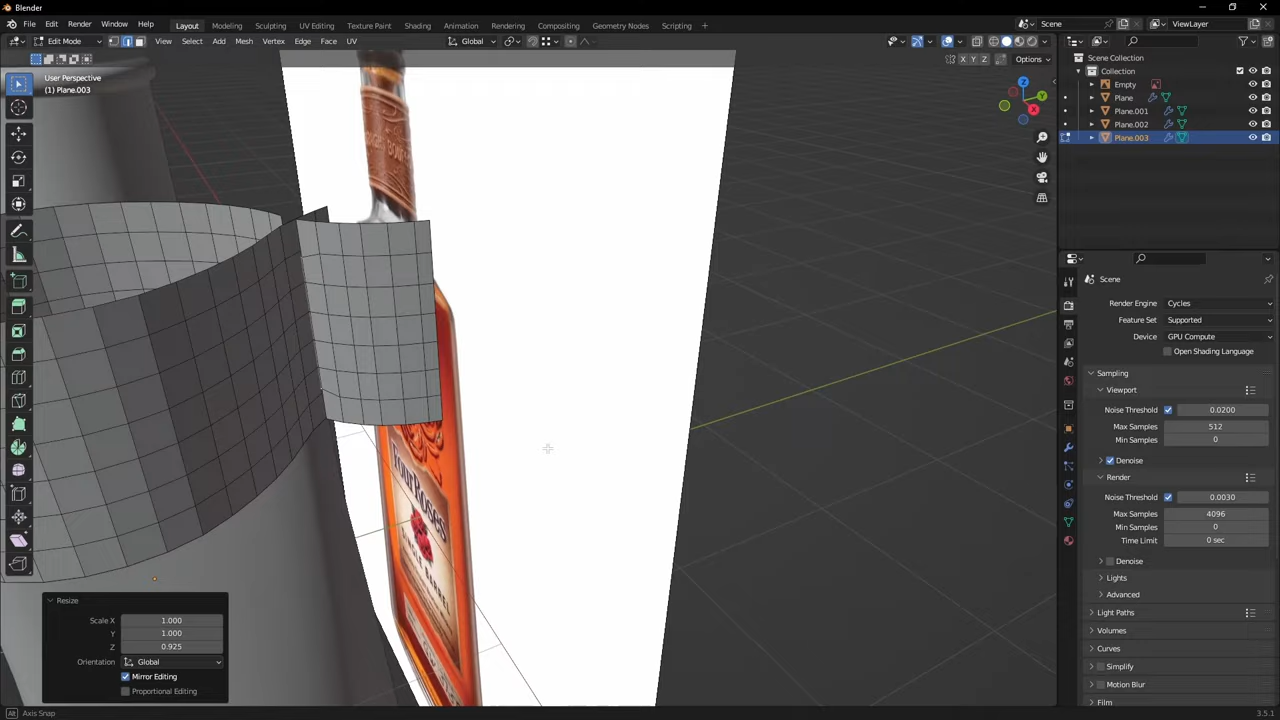 Blender
File Edit Render Window Help
Layout Modeling Sculpting UV Editing Texture Paint Shading Animation Rendering Compositing Geometry Nodes Scripting +
Scene
ViewLayer
Edit Mode View Select Add Mesh Vertex Edge Face UV
Global
X Y Z Options
User Perspective
(1) Plane.003
Z
Y
X
Scene Collection
Collection
Empty
Plane
Plane.001
Plane.002
Plane.003
Scene
Render Engine Cycles
Feature Set Supported
Device GPU Compute
Open Shading Language
Sampling
Viewport
Noise Threshold 0.0200
Max Samples 512
Min Samples 0
Denoise
Render
Noise Threshold 0.0030
Max Samples 4096
Min Samples 0
Time Limit 0 sec
Denoise
Lights
Advanced
Light Paths
Volumes
Curves
Simplify
Motion Blur
Film
Four Roses
SINGLE BARREL
Resize
Scale X 1.000
Y 1.000
Z 0.925
Orientation Global
Mirror Editing
Proportional Editing
Alt Axis Snap
3.5.1